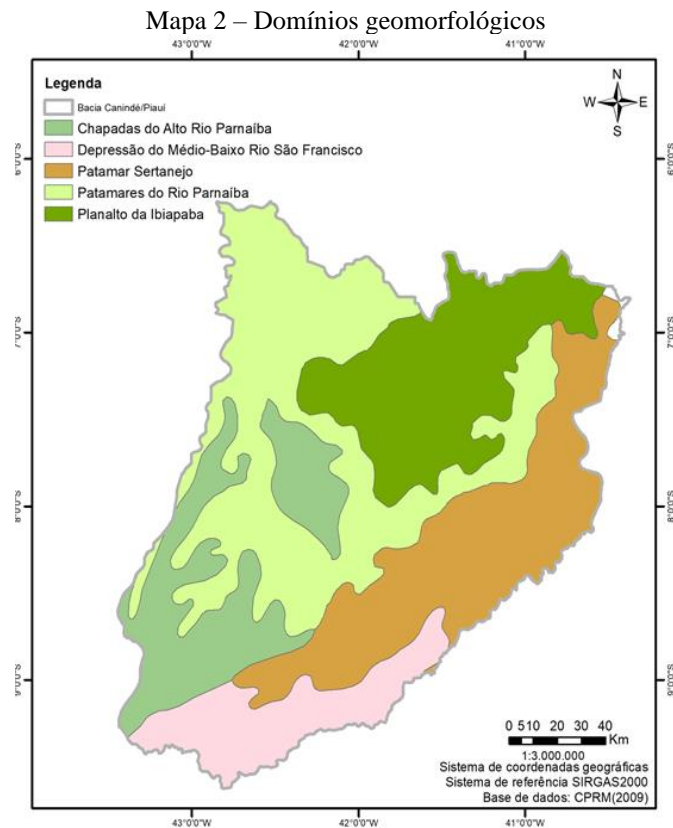 Mapa 2 – Domínios geomorfológicos
43°0'0"W 42°0'0"W 41°0'0"W
Legenda
Bacia Canindé/Piauí
Chapadas do Alto Rio Parnaíba
Depressão do Médio-Baixo Rio São Francisco
Patamar Sertanejo
Patamares do Rio Parnaíba
Planalto da Ibiapaba
N
W E
S
6°0'0"S 6°0'0"S
7°0'0"S 7°0'0"S
8°0'0"S 8°0'0"S
9°0'0"S 9°0'0"S
0 510 20 30 40
Km
1:3.000.000
Sistema de coordenadas geográficas
Sistema de referência SIRGAS2000
Base de dados: CPRM(2009)
43°0'0"W 42°0'0"W 41°0'0"W